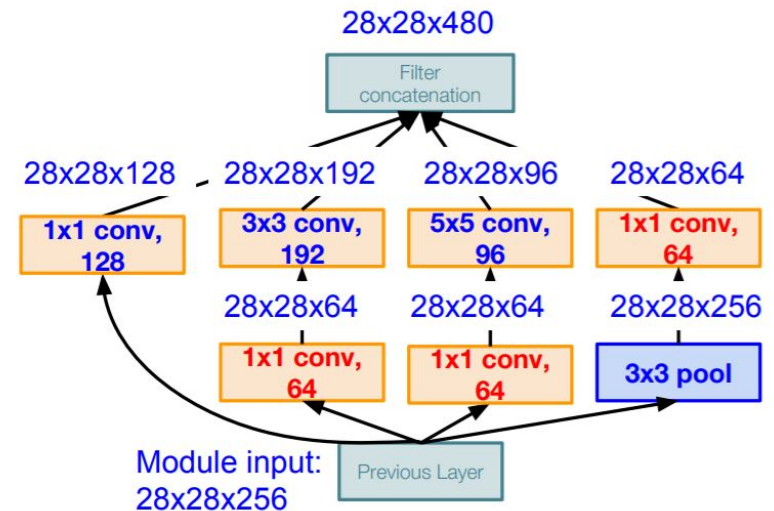 28x28x480
Filter
concatenation
28x28x128
28x28x192
28x28x96
28x28x64
1x1 conv,
128
3x3 conv,
192
5x5 conv,
96
1x1 conv,
64
28x28x64
28x28x64
28x28x256
1x1 conv,
64
1x1 conv,
64
3x3 pool
Module input:
28x28x256
Previous Layer